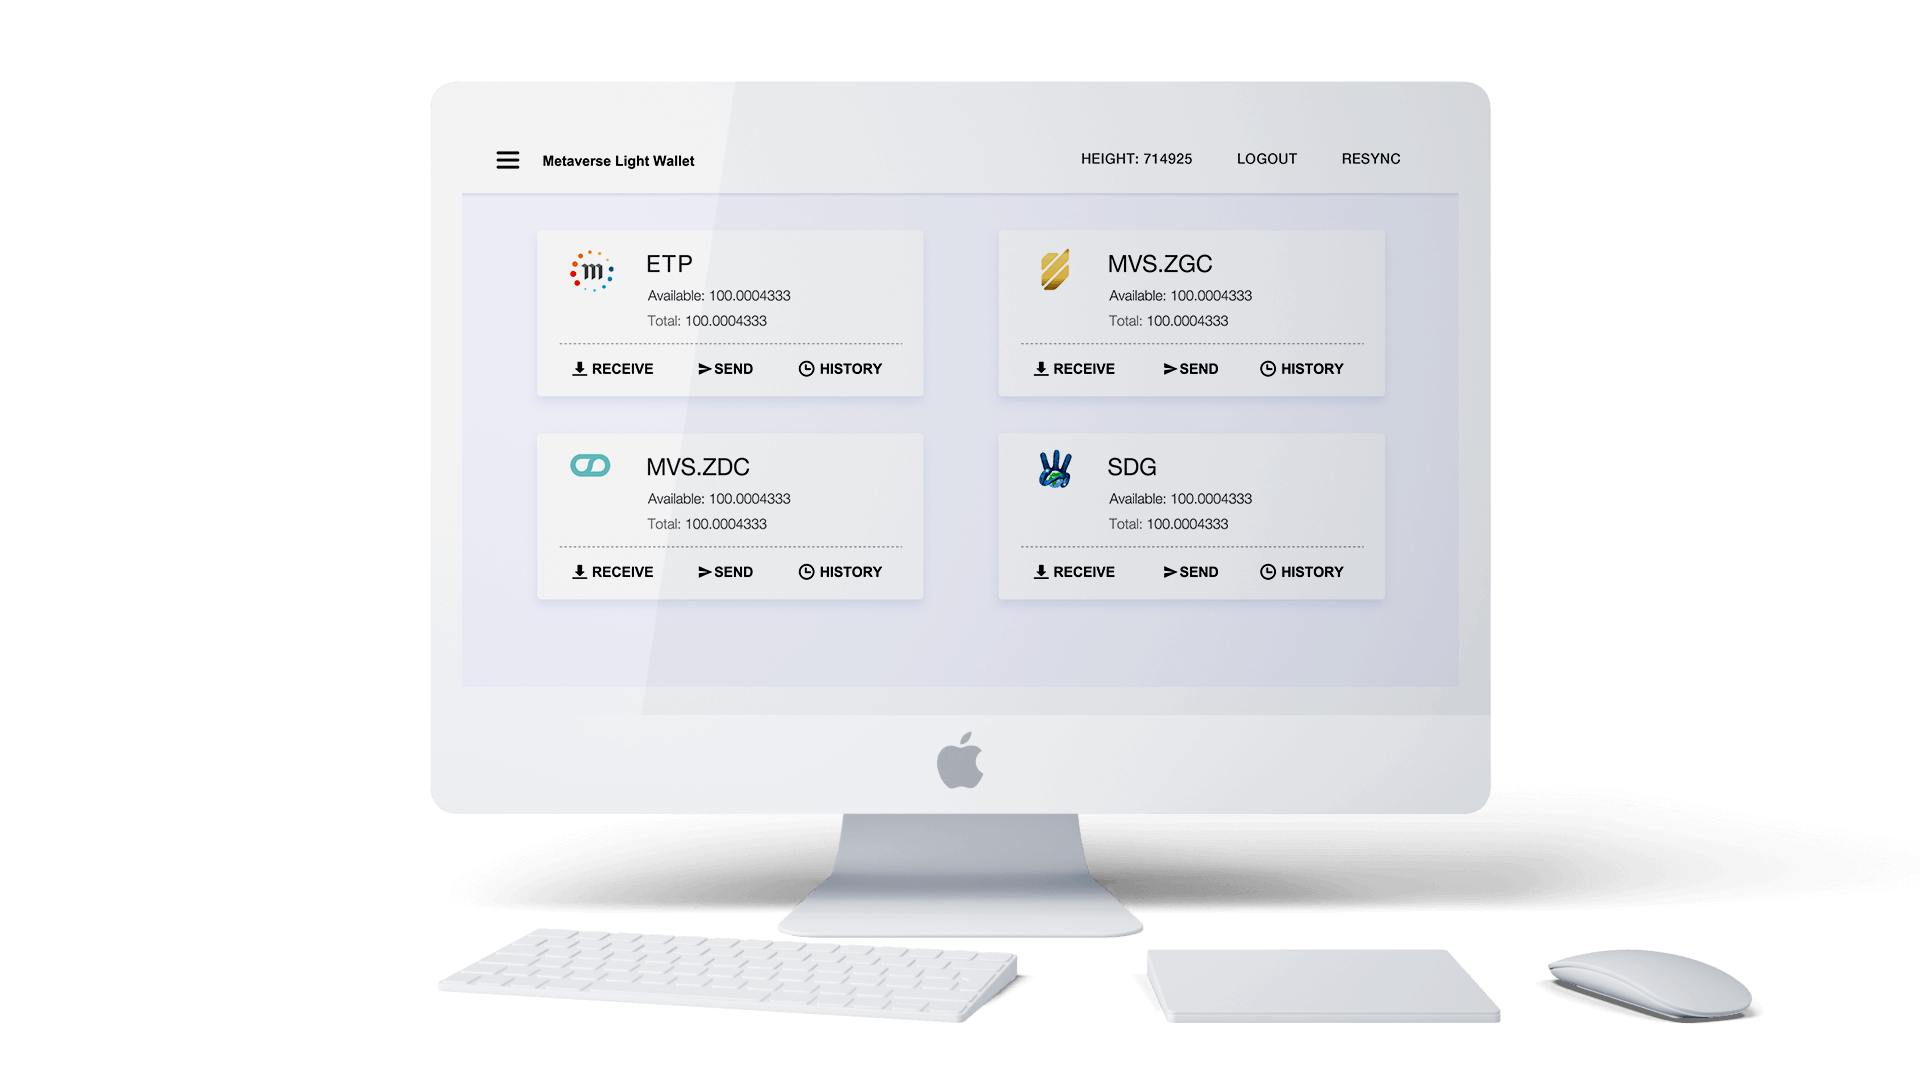 Metaverse Light Wallet
HEIGHT: 714925
LOGOUT
RESYNC
m
ETP
Available: 100.0004333
Total: 100.0004333
RECEIVE
SEND
HISTORY
MVS.ZGC
Available: 100.0004333
Total: 100.0004333
RECEIVE
SEND
HISTORY
MVS.ZDC
Available: 100.0004333
Total: 100.0004333
RECEIVE
SEND
HISTORY
SDG
Available: 100.0004333
Total: 100.0004333
RECEIVE
SEND
HISTORY